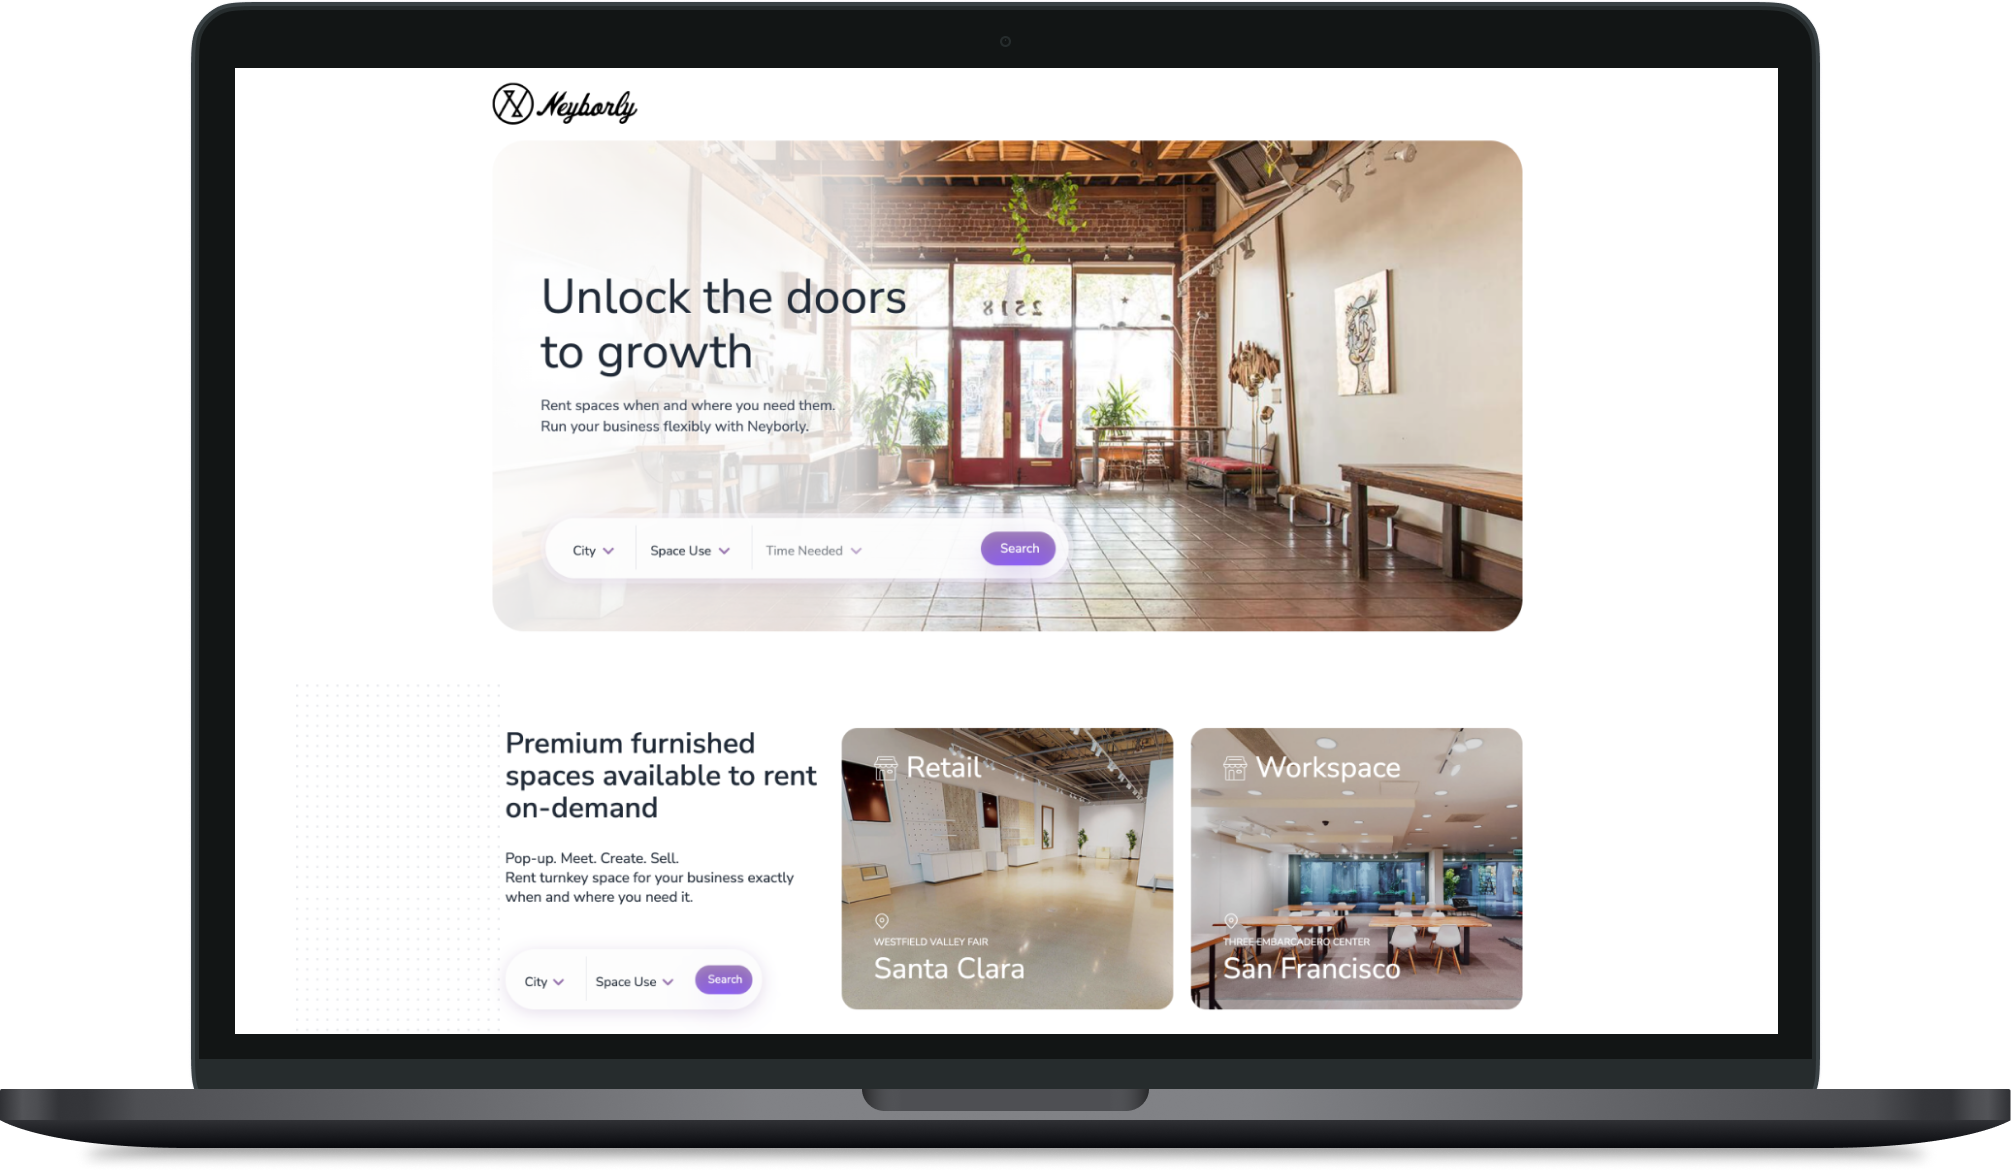 Neyborly
2518
Unlock the doors
to growth
Rent spaces when and where you need them.
Run your business flexibly with Neyborly.
City
Space Use
Time Needed
Search
Premium furnished
spaces available to rent
on-demand
Pop-up. Meet. Create. Sell.
Rent turnkey space for your business exactly
when and where you need it.
City
Space Use
Search
Retail
WESTFIELD VALLEY FAIR
Santa Clara
Workspace
THREE EMBARCADERO CENTER
San Francisco